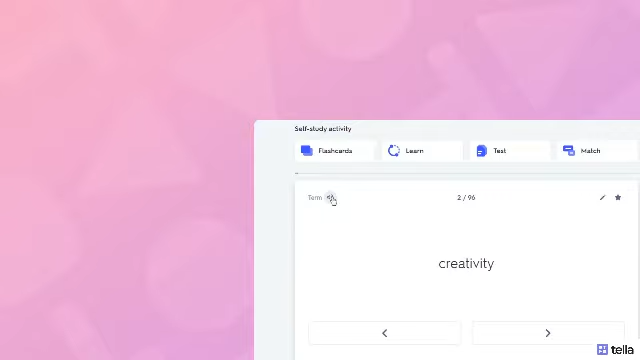 Self-study activity
Flashcards Learn Test Match
Term 2 / 96
creativity
tella